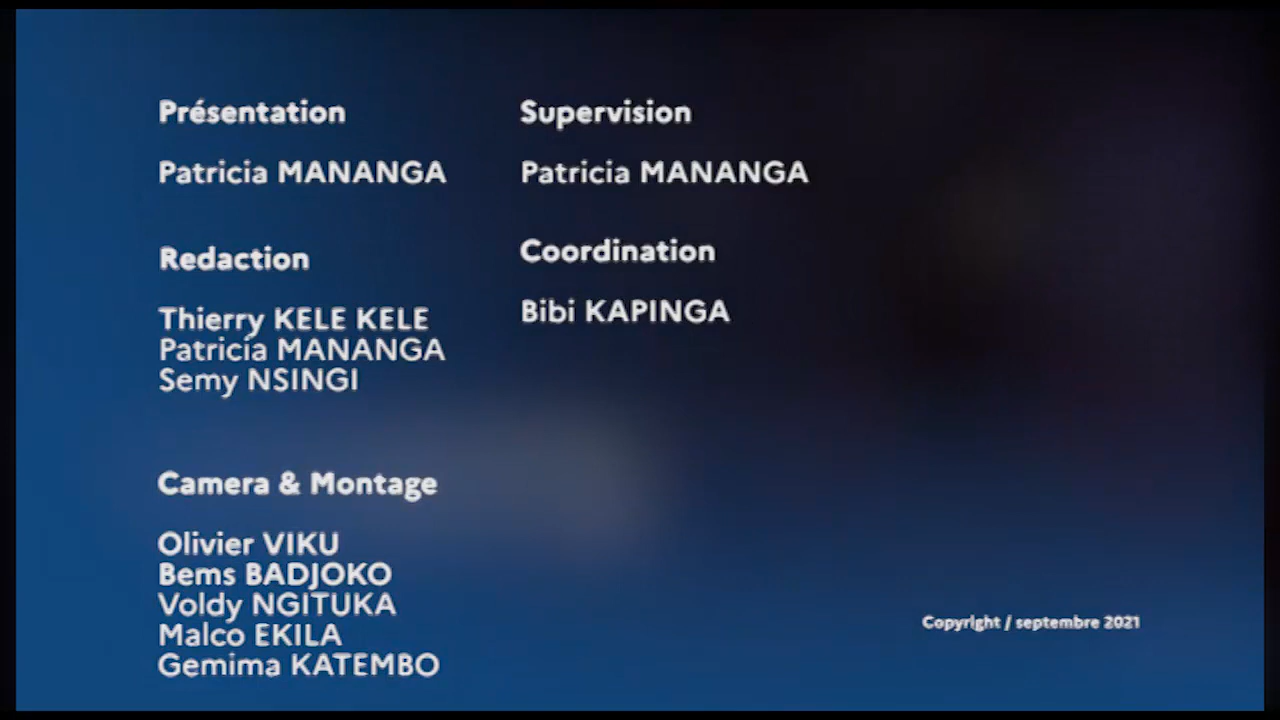 Présentation
Patricia MANANGA
Redaction
Thierry KELE KELE
Patricia MANANGA
Semy NSINGI
Camera & Montage
Olivier VIKU
Bems BADJOKO
Voldy NGITUKA
Malco EKILA
Gemima KATEMBO
Supervision
Patricia MANANGA
Coordination
Bibi KAPINGA
Copyright / septembre 2021